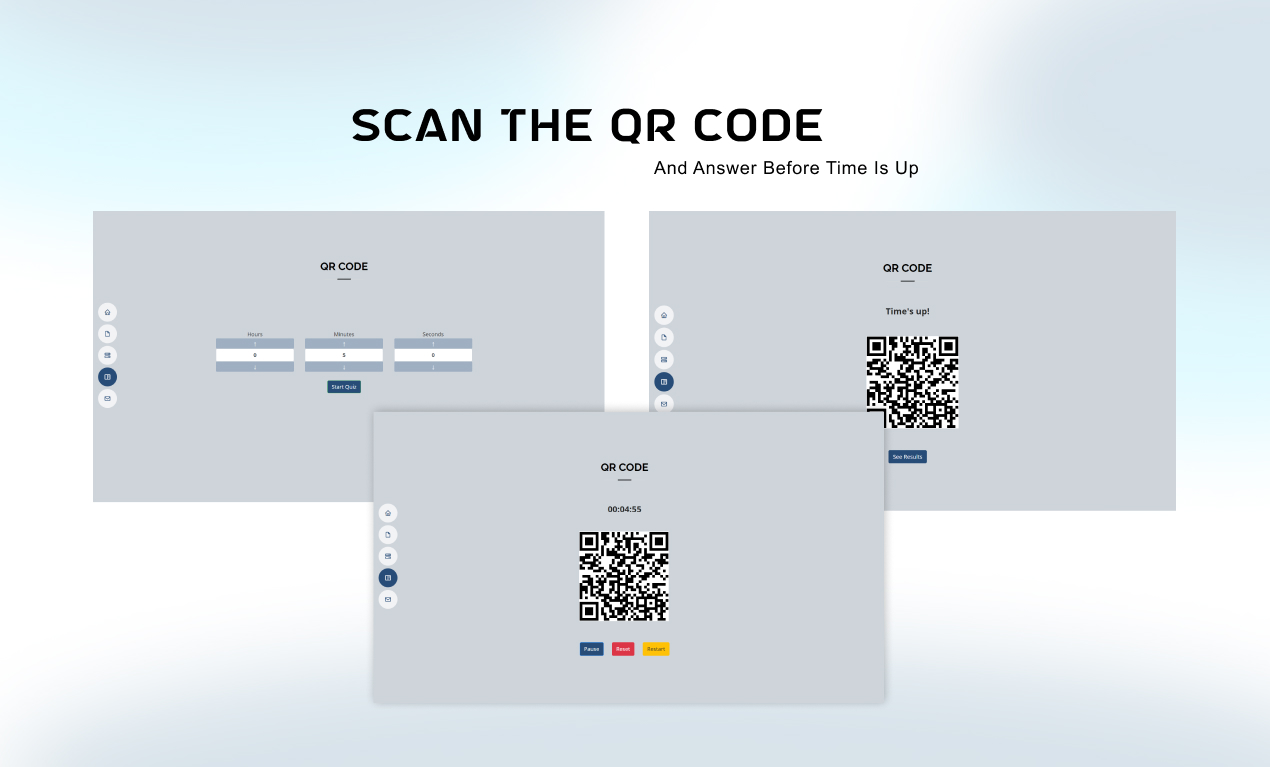 SCAN THE QR CODE
And Answer Before Time Is Up
QR CODE
Hours Minutes Seconds
↑ ↑ ↑
0 5 0
↓ ↓ ↓
Start Quiz
QR CODE
Time's up!
See Results
QR CODE
00:04:55
Pause Reset Restart